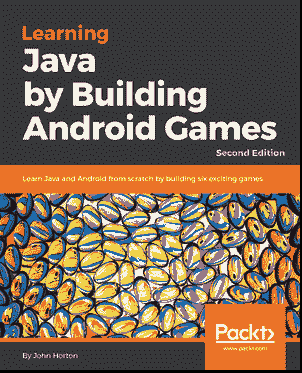 Learning
Java
by Building
Android Games
Second Edition
Learn Java and Android from scratch by building six exciting games
Packt>
www.packt.com
By John Horton